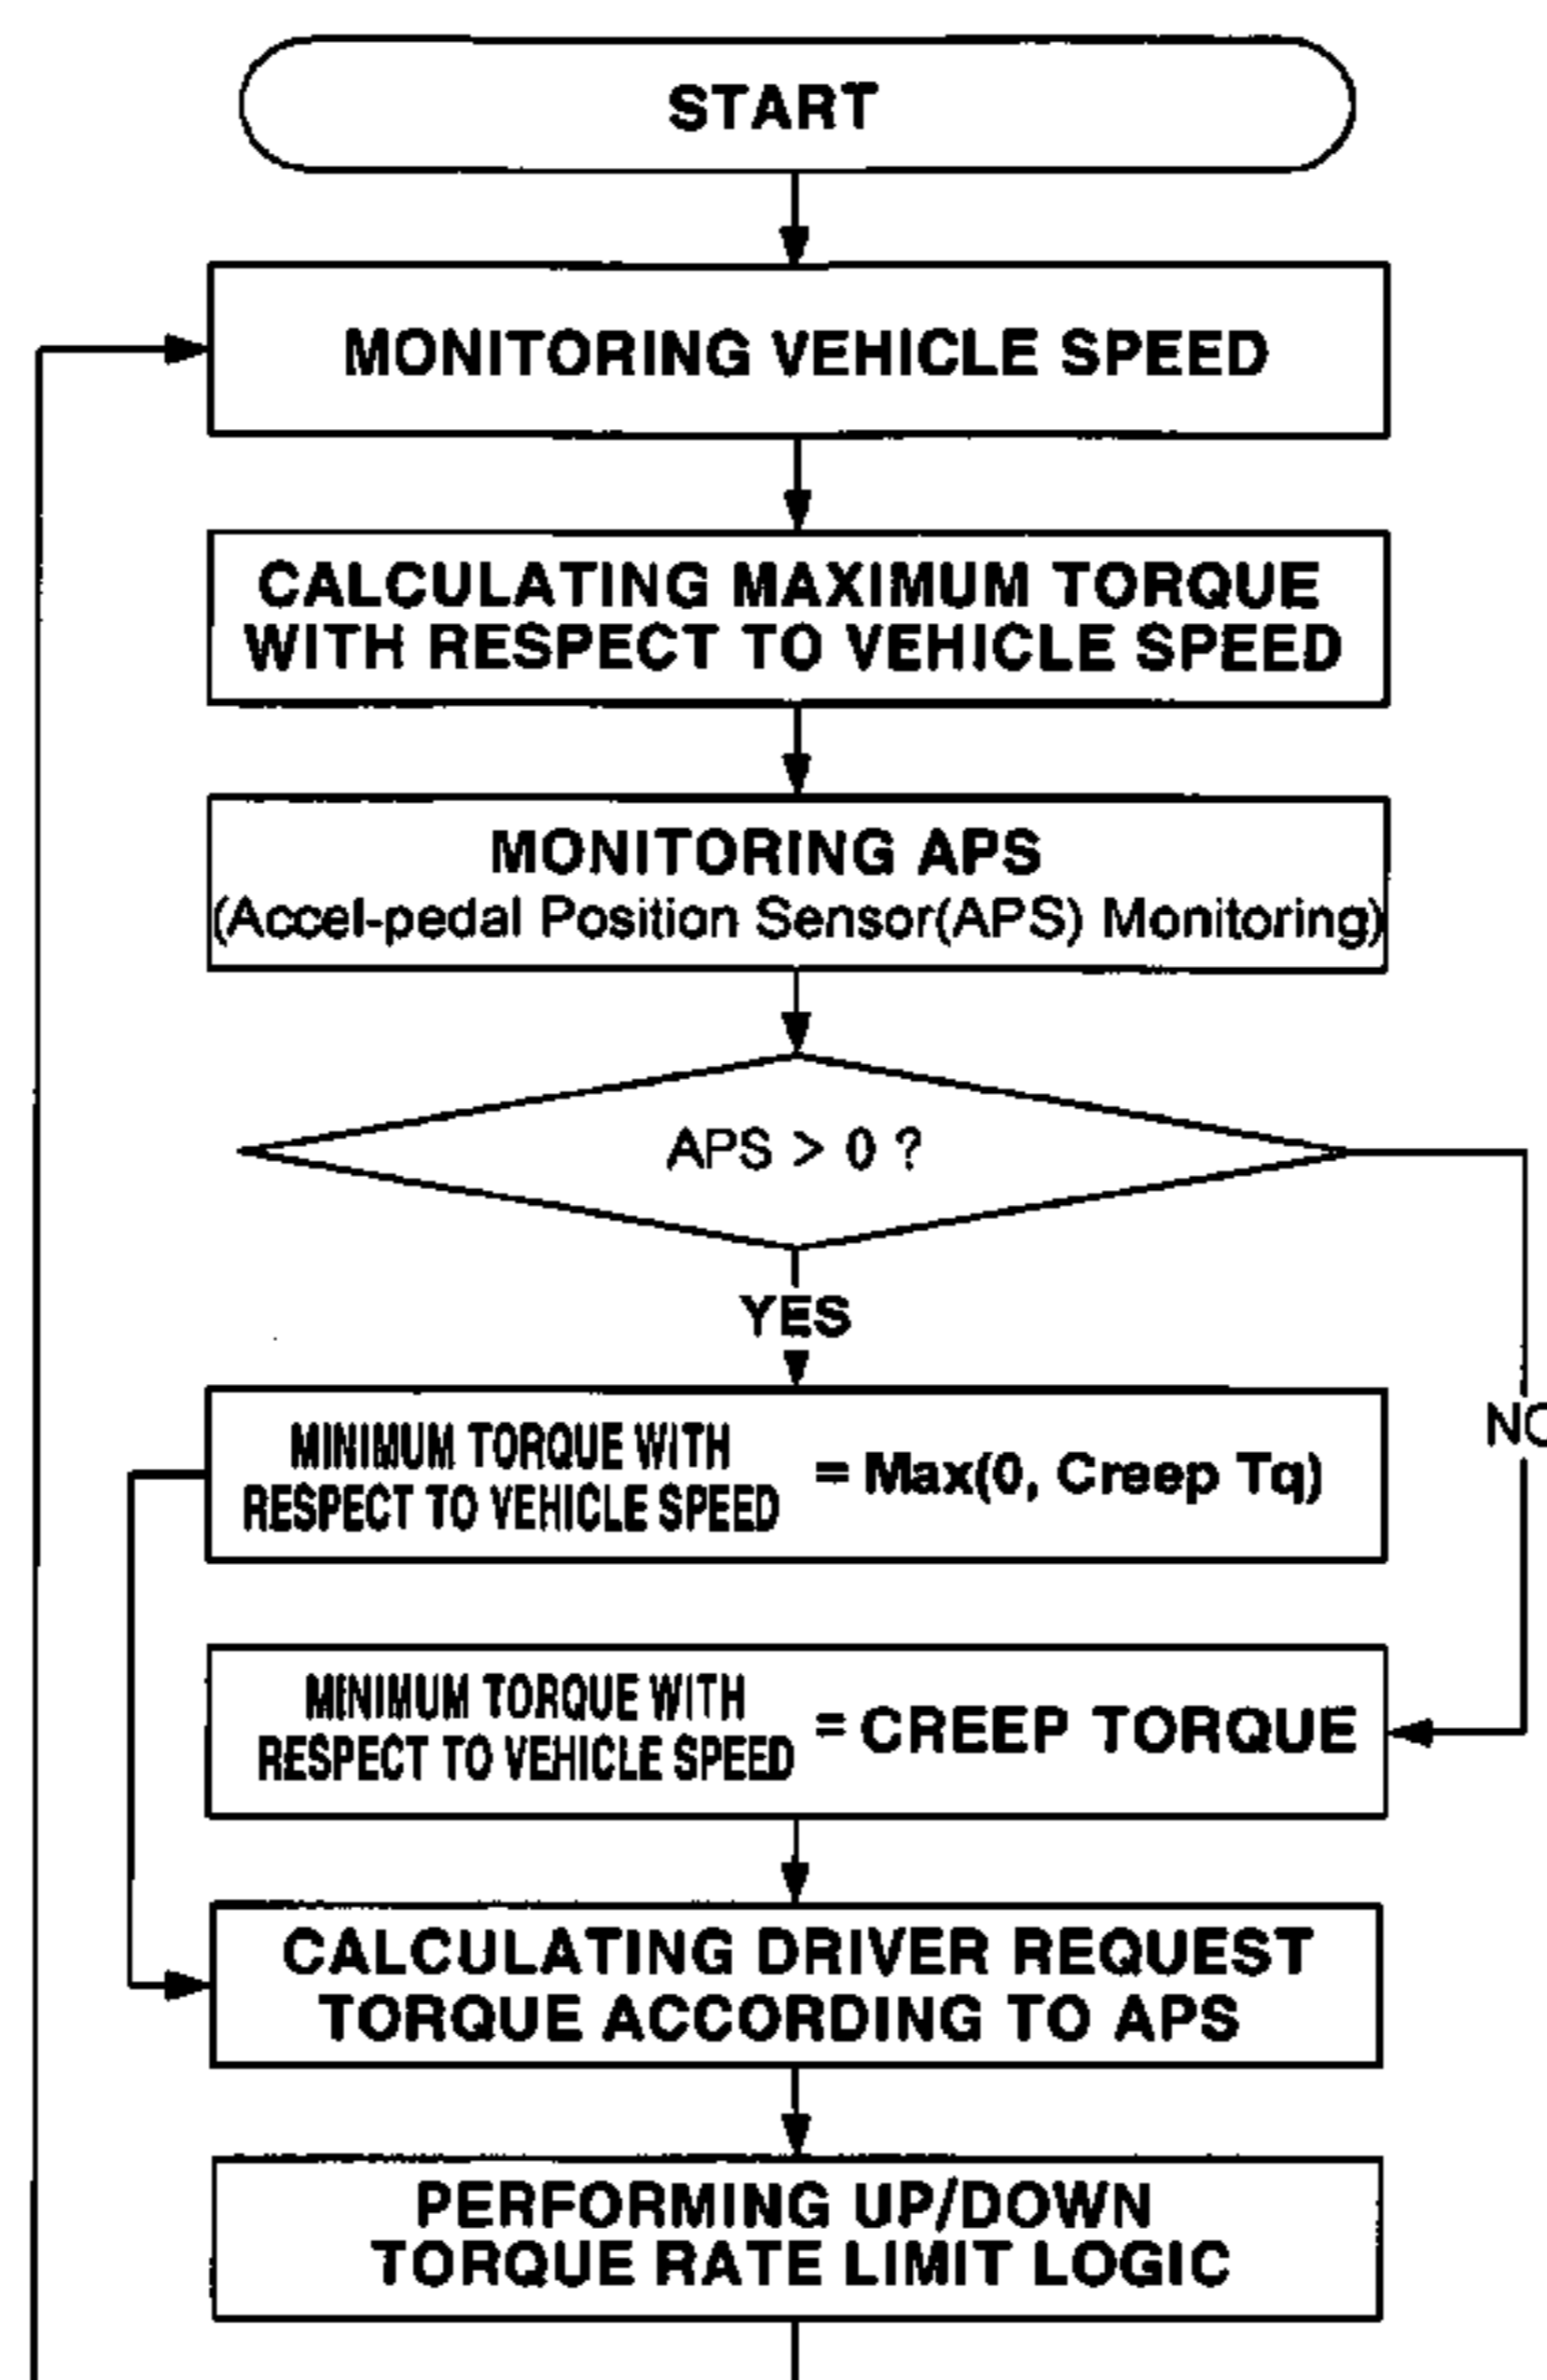 START
MONITORING VEHICLE SPEED
CALCULATING MAXIMUM TORQUE
WITH RESPECT TO VEHICLE SPEED
MONITORING APS
(Accel-pedal Position Sensor(APS) Monitoring)
APS > 0 ?
YES
MINIMUM TORQUE WITH
RESPECT TO VEHICLE SPEED = Max(0, Creep Tq)
NO
MINIMUM TORQUE WITH
RESPECT TO VEHICLE SPEED = CREEP TORQUE
CALCULATING DRIVER REQUEST
TORQUE ACCORDING TO APS
PERFORMING UP/DOWN
TORQUE RATE LIMIT LOGIC